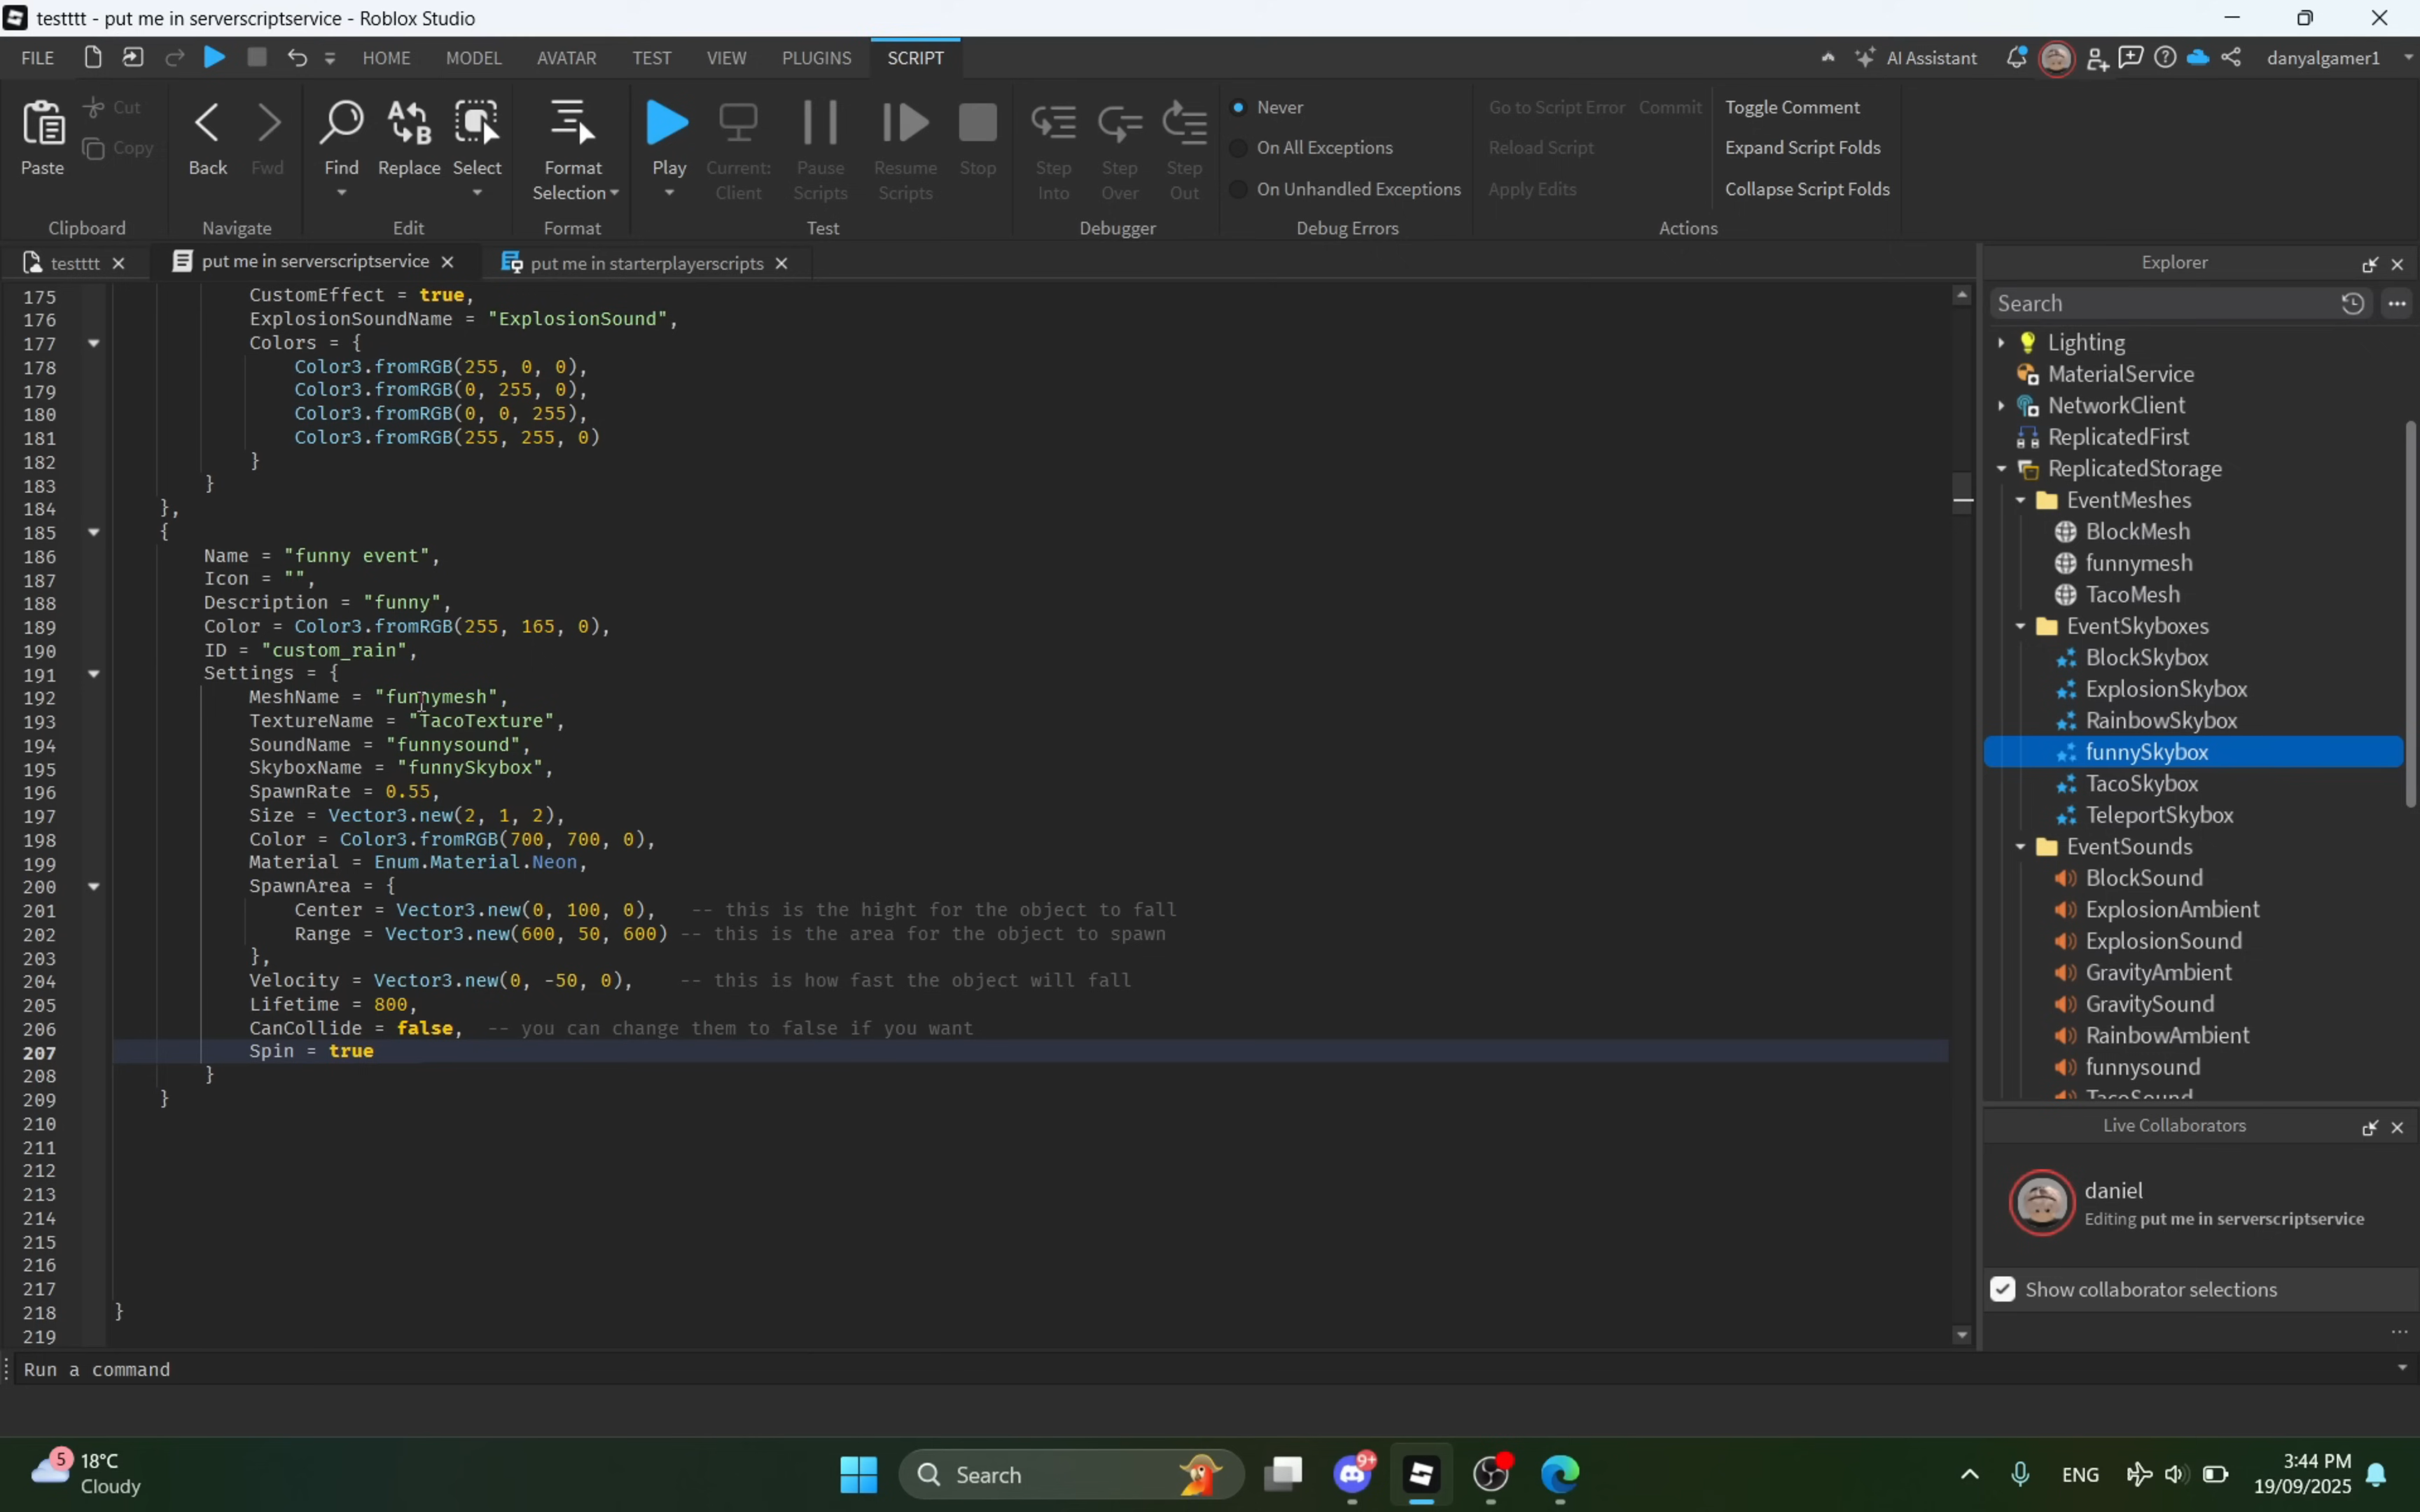 testttt - put me in serverscriptservice - Roblox Studio
FILE HOME MODEL AVATAR TEST VIEW PLUGINS SCRIPT AI Assistant danyalgamer1
Paste Cut Copy Back Fwd Find Replace Select Format Selection Play Current: Client Pause Scripts Resume Scripts Stop Step Into Step Over Step Out
Never
On All Exceptions
On Unhandled Exceptions
Go to Script Error Commit
Reload Script
Apply Edits
Toggle Comment
Expand Script Folds
Collapse Script Folds
Clipboard Navigate Edit Format Test Debugger Debug Errors Actions
testttt put me in serverscriptservice put me in starterplayerscripts
175 CustomEffect = true,
176 ExplosionSoundName = "ExplosionSound",
177 Colors = {
178 Color3.fromRGB(255, 0, 0),
179 Color3.fromRGB(0, 255, 0),
180 Color3.fromRGB(0, 0, 255),
181 Color3.fromRGB(255, 255, 0)
182 }
183 }
184 },
185 {
186 Name = "funny event",
187 Icon = "",
188 Description = "funny",
189 Color = Color3.fromRGB(255, 165, 0),
190 ID = "custom_rain",
191 Settings = {
192 MeshName = "funnymesh",
193 TextureName = "TacoTexture",
194 SoundName = "funnysound",
195 SkyboxName = "funnySkybox",
196 SpawnRate = 0.55,
197 Size = Vector3.new(2, 1, 2),
198 Color = Color3.fromRGB(700, 700, 0),
199 Material = Enum.Material.Neon,
200 SpawnArea = {
201 Center = Vector3.new(0, 100, 0), -- this is the hight for the object to fall
202 Range = Vector3.new(600, 50, 600) -- this is the area for the object to spawn
203 },
204 Velocity = Vector3.new(0, -50, 0), -- this is how fast the object will fall
205 Lifetime = 800,
206 CanCollide = false, -- you can change them to false if you want
207 Spin = true
208 }
209 }
210
211
212
213
214
215
216
217
218 }
219
Explorer
Search
Lighting
MaterialService
NetworkClient
ReplicatedFirst
ReplicatedStorage
EventMeshes
BlockMesh
funnymesh
TacoMesh
EventSkyboxes
BlockSkybox
ExplosionSkybox
RainbowSkybox
funnySkybox
TacoSkybox
TeleportSkybox
EventSounds
BlockSound
ExplosionAmbient
ExplosionSound
GravityAmbient
GravitySound
RainbowAmbient
funnysound
TacoSound
Live Collaborators
daniel
Editing put me in serverscriptservice
Show collaborator selections
Run a command
5 18°C
Cloudy
Search
9+
ENG
3:44 PM
19/09/2025